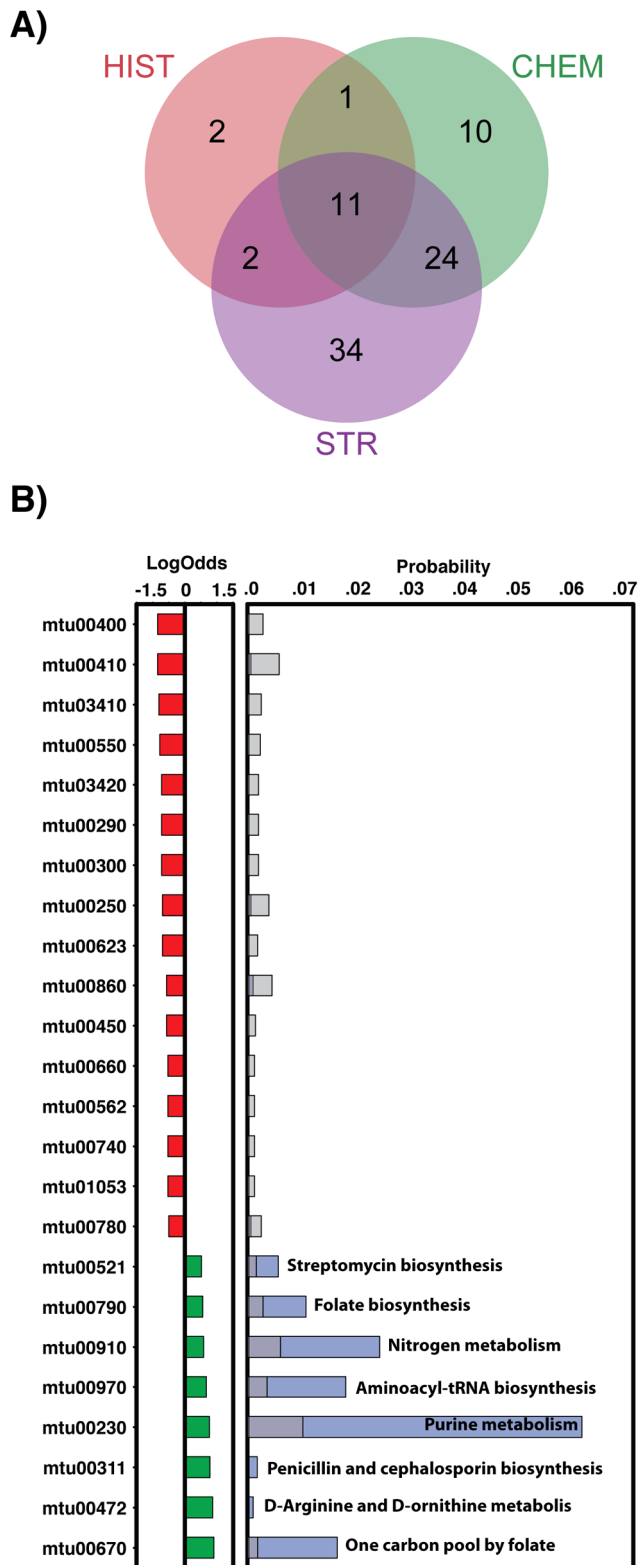 A)
HIST
CHEM
1
2
10
11
2
24
34
STR
B)
LogOdds
Probability
-1.5 0 1.5
.0 .01 .02 .03 .04 .05 .06 .07
mtu00400
mtu00410
mtu03410
mtu00550
mtu03420
mtu00290
mtu00300
mtu00250
mtu00623
mtu00860
mtu00450
mtu00660
mtu00562
mtu00740
mtu01053
mtu00780
mtu00521 Streptomycin biosynthesis
mtu00790 Folate biosynthesis
mtu00910 Nitrogen metabolism
mtu00970 Aminoacyl-tRNA biosynthesis
mtu00230 Purine metabolism
mtu00311 Penicillin and cephalosporin biosynthesis
mtu00472 D-Arginine and D-ornithine metabolis
mtu00670 One carbon pool by folate